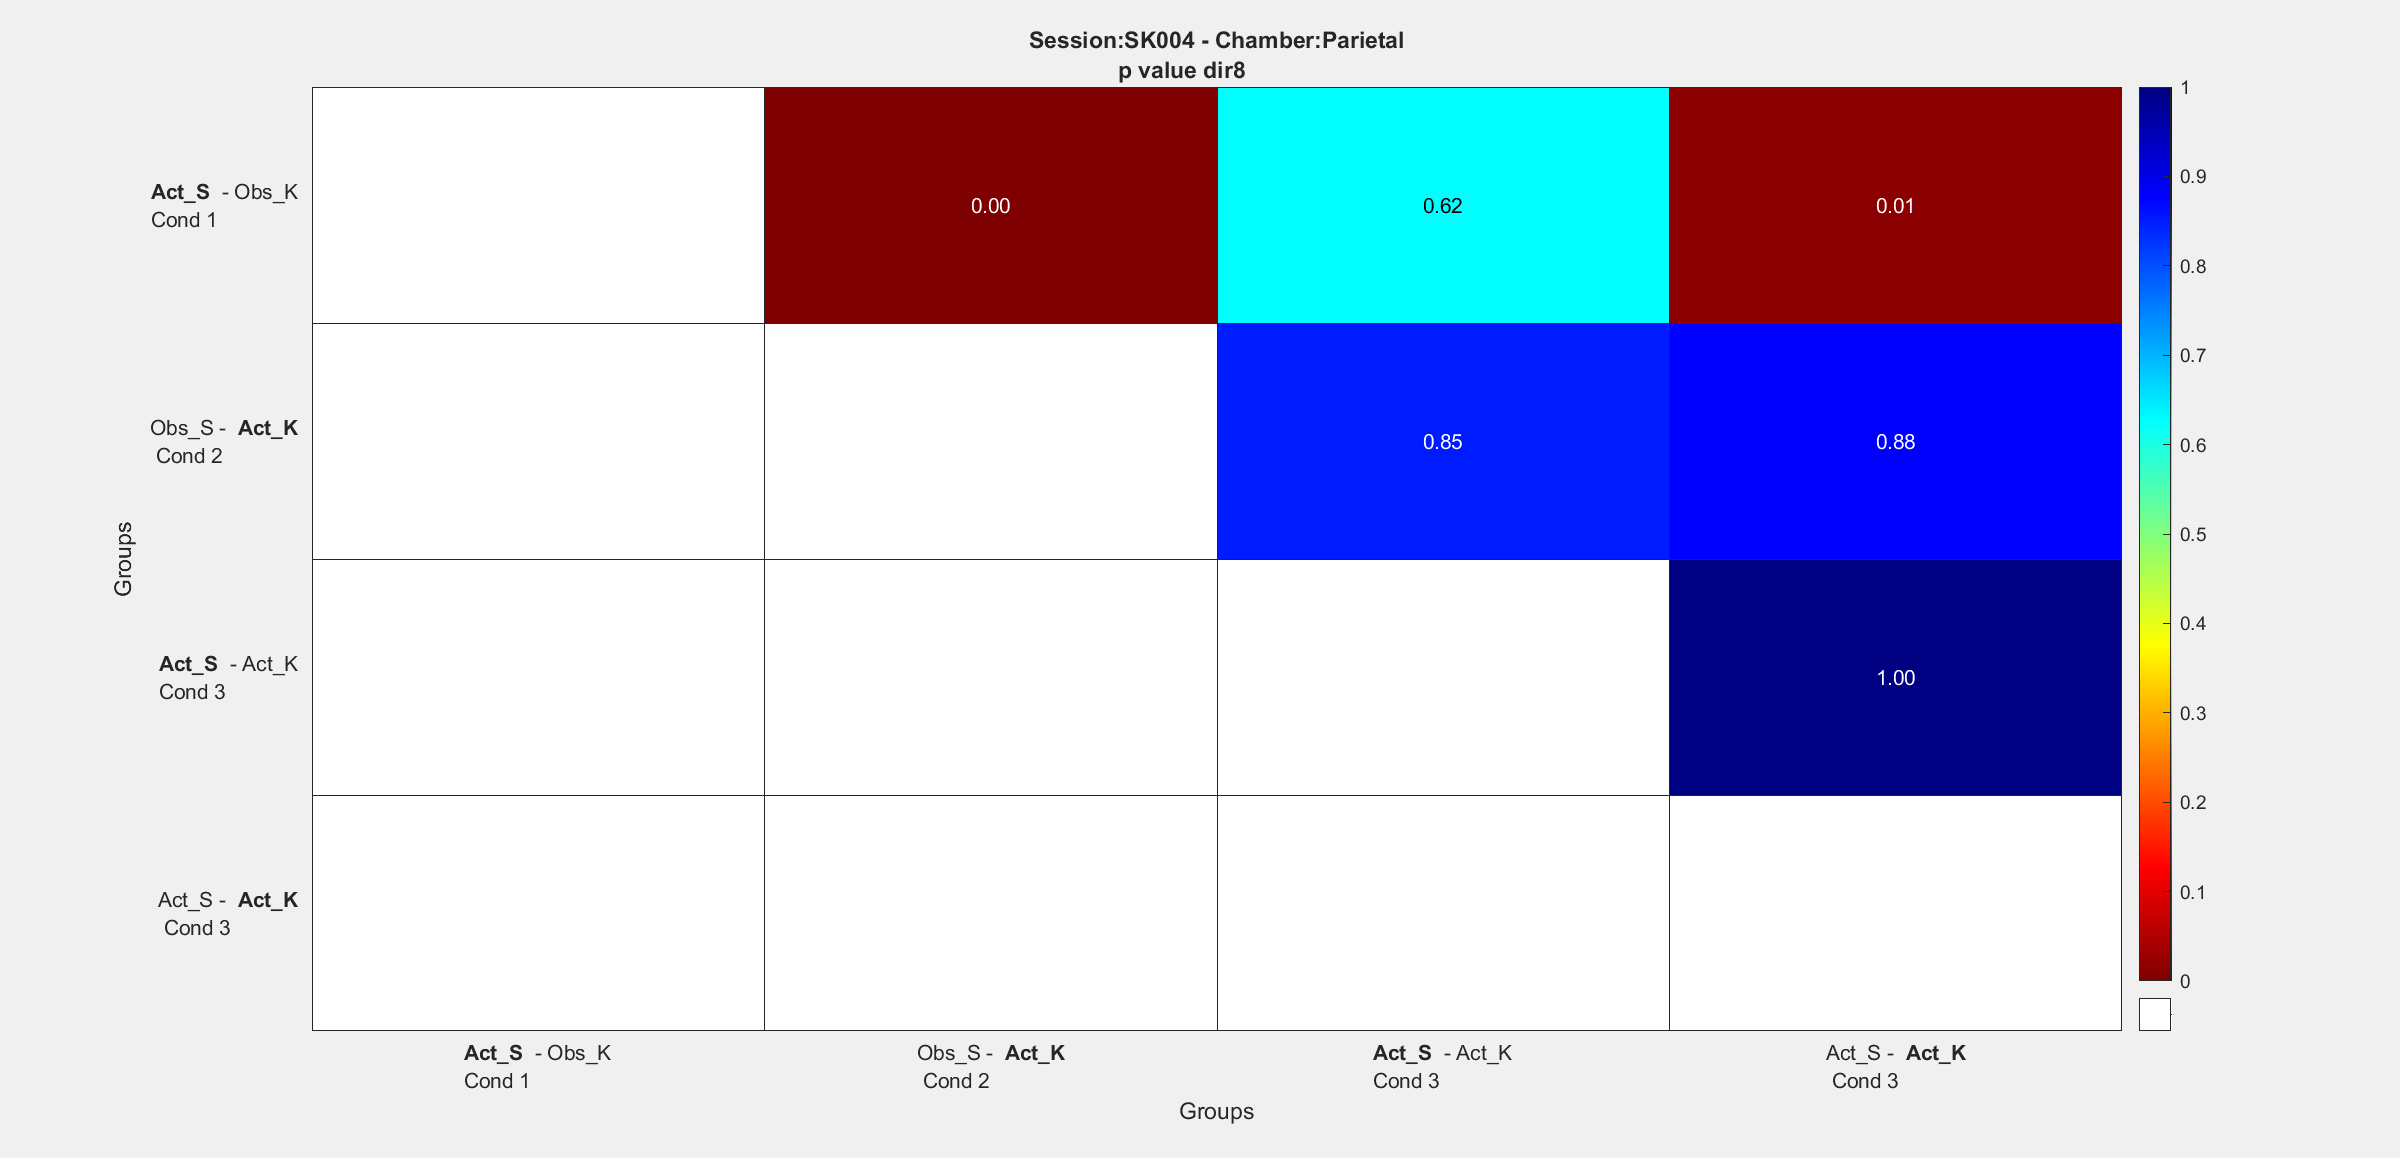 Session:SK004 - Chamber:Parietal
p value dir8
Act_S - Obs_K
Cond 1
0.00
0.62
0.01
Obs_S - Act_K
Cond 2
0.85
0.88
Groups
Act_S - Act_K
Cond 3
1.00
Act_S - Act_K
Cond 3
1
0.9
0.8
0.7
0.6
0.5
0.4
0.3
0.2
0.1
0
Act_S - Obs_K
Cond 1
Obs_S - Act_K
Cond 2
Act_S - Act_K
Cond 3
Act_S - Act_K
Cond 3
Groups